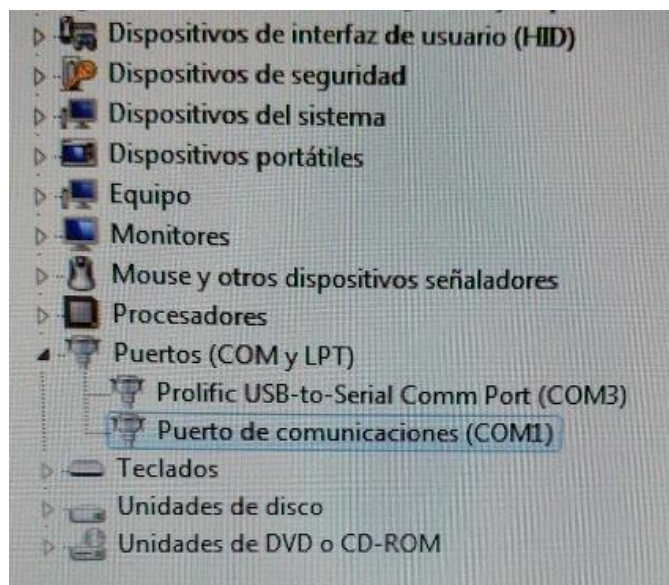 Dispositivos de interfaz de usuario (HID)
Dispositivos de seguridad
Dispositivos del sistema
Dispositivos portátiles
Equipo
Monitores
Mouse y otros dispositivos señaladores
Procesadores
Puertos (COM y LPT)
Prolific USB-to-Serial Comm Port (COM3)
Puerto de comunicaciones (COM1)
Teclados
Unidades de disco
Unidades de DVD o CD-ROM